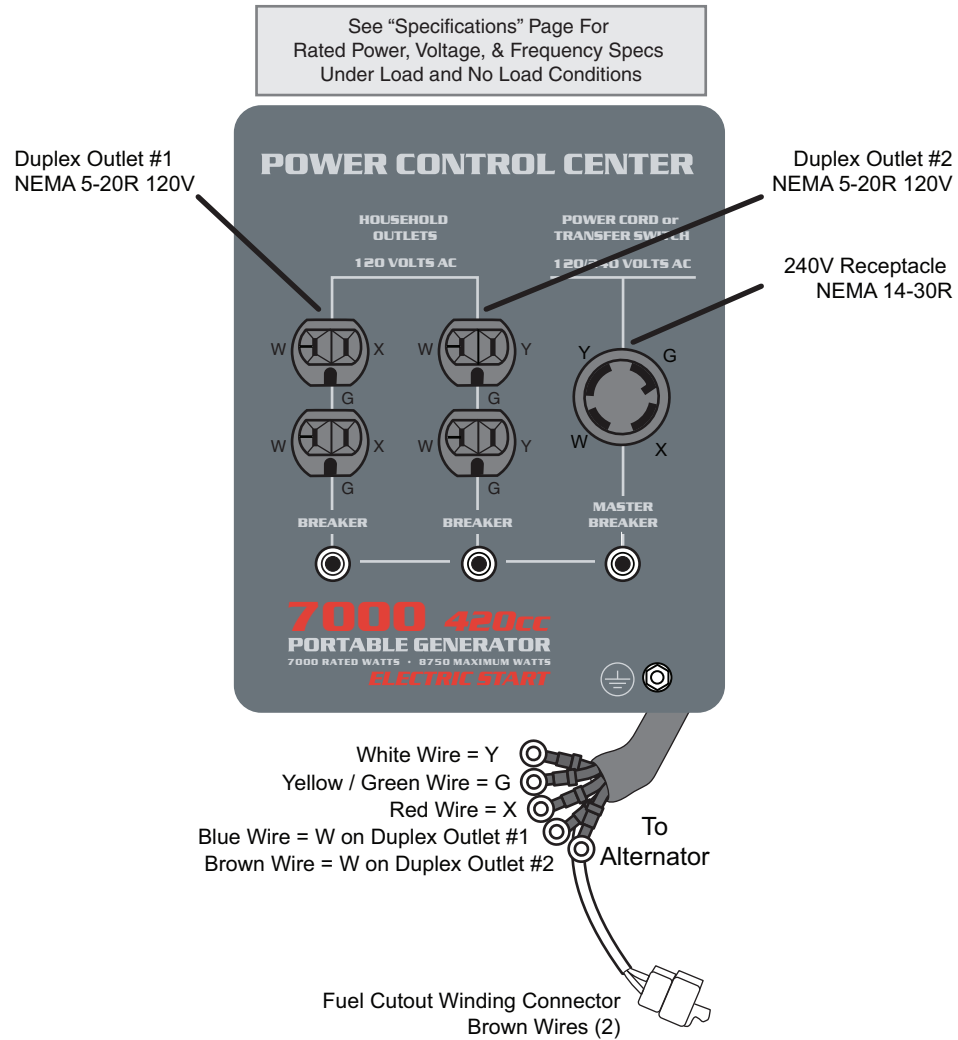 See “Specifications” Page For
Rated Power, Voltage, & Frequency Specs
Under Load and No Load Conditions
Duplex Outlet #1
NEMA 5-20R 120V
Duplex Outlet #2
NEMA 5-20R 120V
240V Receptacle
NEMA 14-30R
POWER CONTROL CENTER
HOUSEHOLD
OUTLETS
120 VOLTS AC
POWER CORD or
TRANSFER SWITCH
120/240 VOLTS AC
W X
G
W Y
G
Y G
W X
W X
G
W Y
G
BREAKER
BREAKER
MASTER
BREAKER
7000 420cc
PORTABLE GENERATOR
7000 RATED WATTS · 8750 MAXIMUM WATTS
ELECTRIC START
White Wire = Y
Yellow / Green Wire = G
Red Wire = X
Blue Wire = W on Duplex Outlet #1
Brown Wire = W on Duplex Outlet #2
To
Alternator
Fuel Cutout Winding Connector
Brown Wires (2)